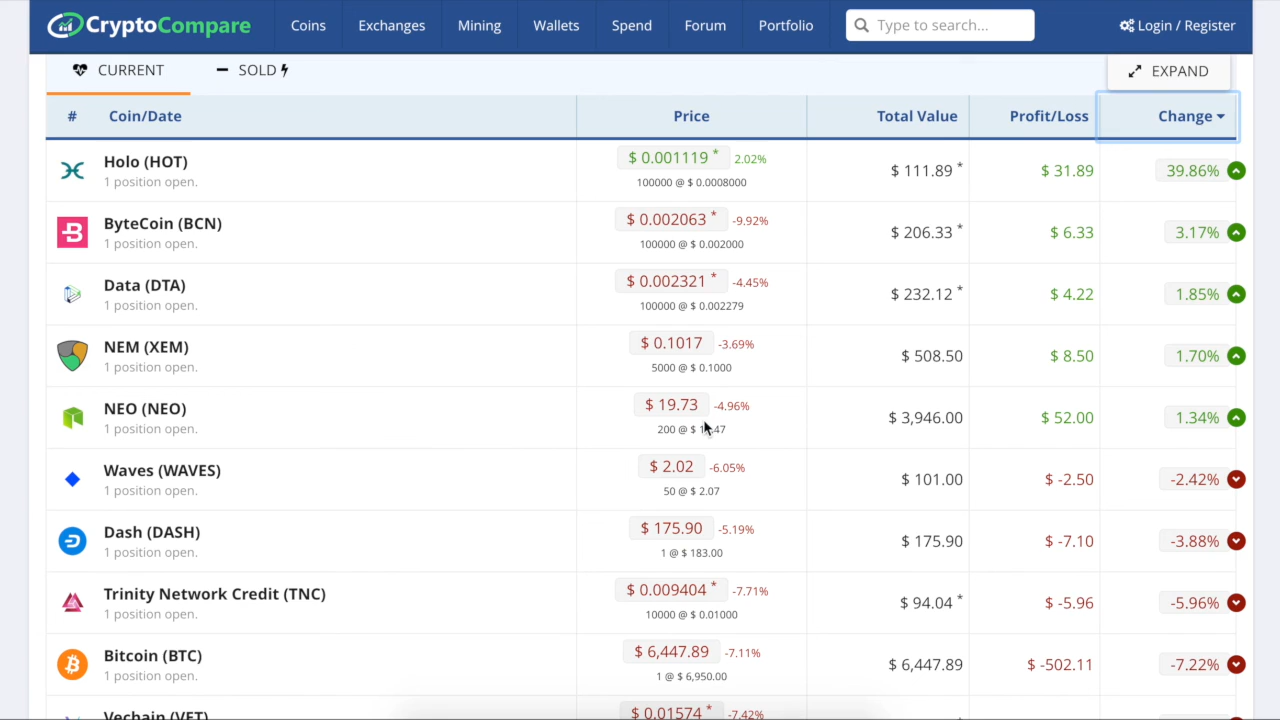 CryptoCompare Coins Exchanges Mining Wallets Spend Forum Portfolio Type to search... Login / Register
CURRENT SOLD EXPAND
# Coin/Date Price Total Value Profit/Loss Change
Holo (HOT) $ 0.001119 * 2.02% $ 111.89 * $ 31.89 39.86%
1 position open. 100000 @ $ 0.0008000
ByteCoin (BCN) $ 0.002063 * -9.92% $ 206.33 * $ 6.33 3.17%
1 position open. 100000 @ $ 0.002000
Data (DTA) $ 0.002321 * -4.45% $ 232.12 * $ 4.22 1.85%
1 position open. 100000 @ $ 0.002279
NEM (XEM) $ 0.1017 -3.69% $ 508.50 $ 8.50 1.70%
1 position open. 5000 @ $ 0.1000
NEO (NEO) $ 19.73 -4.96% $ 3,946.00 $ 52.00 1.34%
1 position open. 200 @ $
Waves (WAVES) $ 2.02 -6.05% $ 101.00 $ -2.50 -2.42%
1 position open. 50 @ $ 2.07
Dash (DASH) $ 175.90 -5.19% $ 175.90 $ -7.10 -3.88%
1 position open. 1 @ $ 183.00
Trinity Network Credit (TNC) $ 0.009404 * -7.71% $ 94.04 * $ -5.96 -5.96%
1 position open. 10000 @ $ 0.01000
Bitcoin (BTC) $ 6,447.89 -7.11% $ 6,447.89 $ -502.11 -7.22%
1 position open. 1 @ $ 6,950.00
Vechain (VET) $ 0.01574 * -7.42%